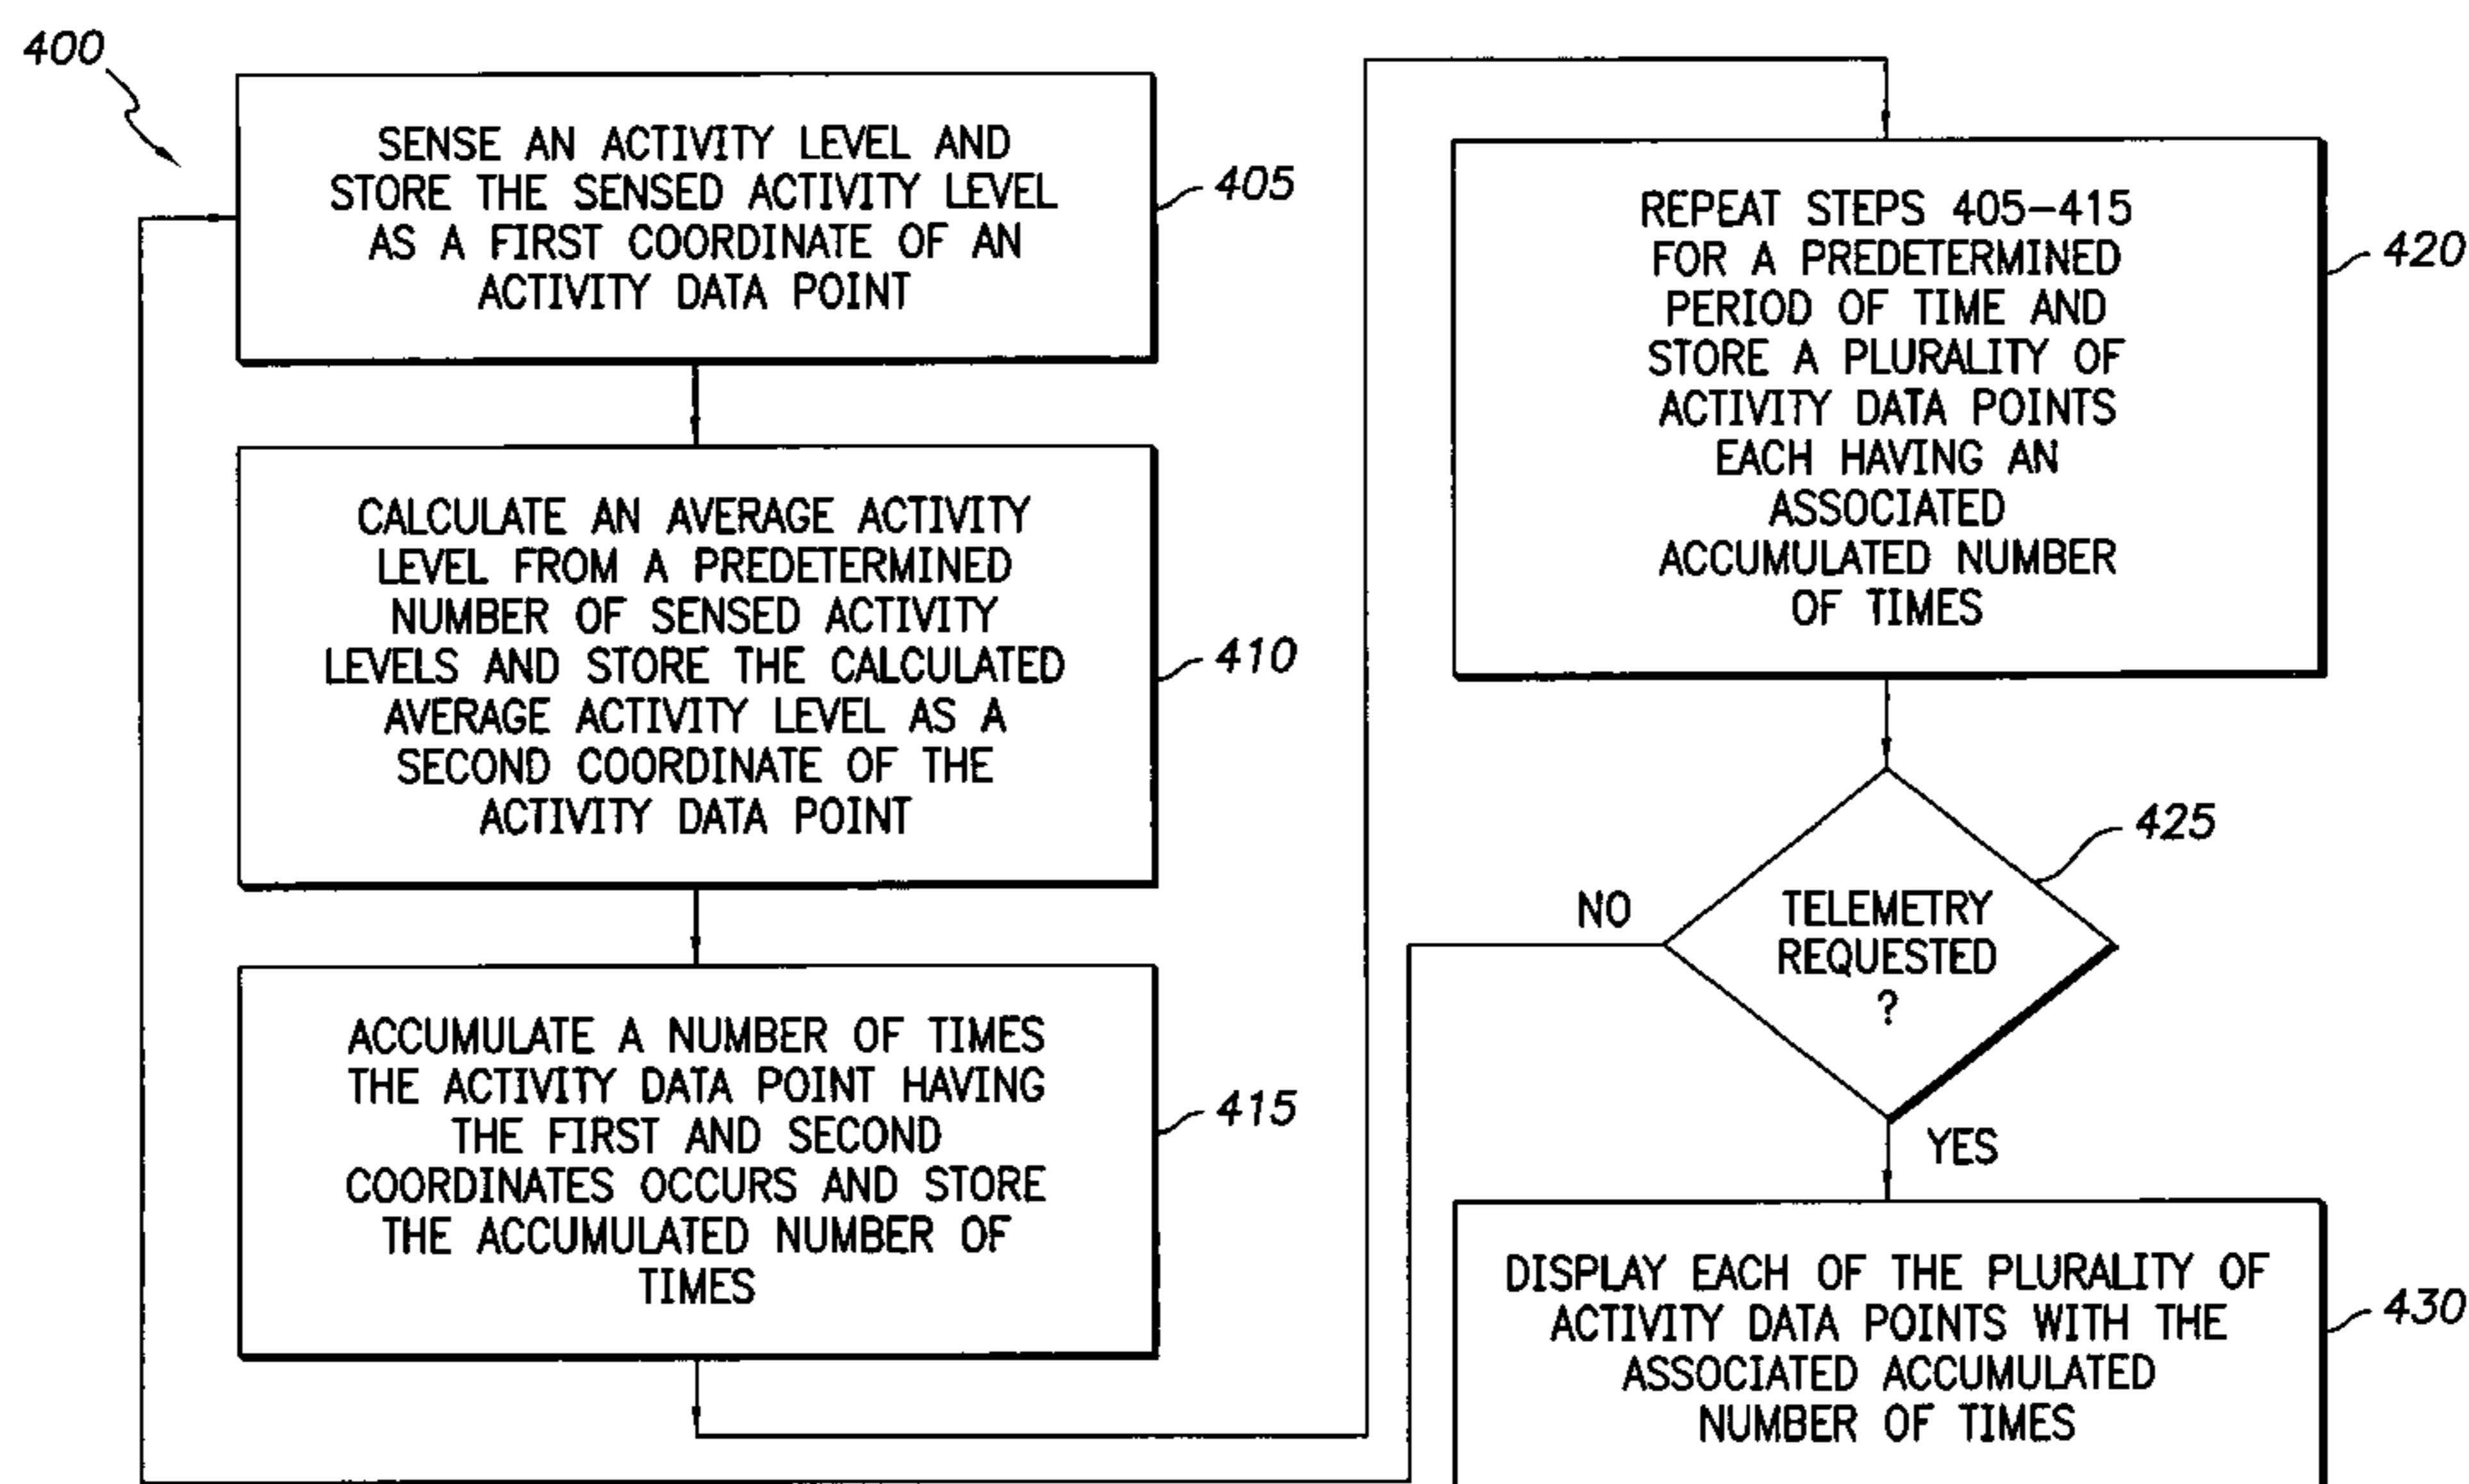 400
SENSE AN ACTIVITY LEVEL AND
STORE THE SENSED ACTIVITY LEVEL
AS A FIRST COORDINATE OF AN
ACTIVITY DATA POINT
405
CALCULATE AN AVERAGE ACTIVITY
LEVEL FROM A PREDETERMINED
NUMBER OF SENSED ACTIVITY
LEVELS AND STORE THE CALCULATED
AVERAGE ACTIVITY LEVEL AS A
SECOND COORDINATE OF THE
ACTIVITY DATA POINT
410
ACCUMULATE A NUMBER OF TIMES
THE ACTIVITY DATA POINT HAVING
THE FIRST AND SECOND
COORDINATES OCCURS AND STORE
THE ACCUMULATED NUMBER OF
TIMES
415
REPEAT STEPS 405-415
FOR A PREDETERMINED
PERIOD OF TIME AND
STORE A PLURALITY OF
ACTIVITY DATA POINTS
EACH HAVING AN
ASSOCIATED
ACCUMULATED NUMBER
OF TIMES
420
TELEMETRY
REQUESTED
?
425
NO
YES
DISPLAY EACH OF THE PLURALITY OF
ACTIVITY DATA POINTS WITH THE
ASSOCIATED ACCUMULATED
NUMBER OF TIMES
430